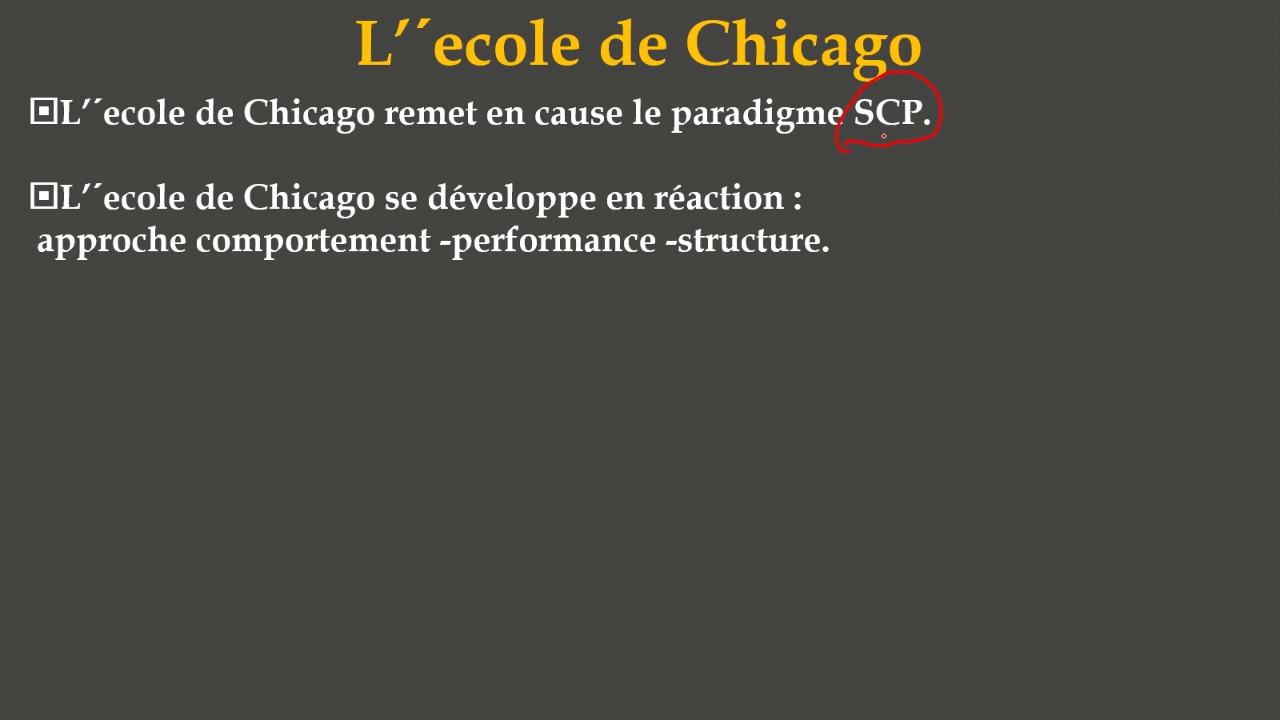 L’´ecole de Chicago
L’´ecole de Chicago remet en cause le paradigme SCP.
L’´ecole de Chicago se développe en réaction :
approche comportement -performance -structure.